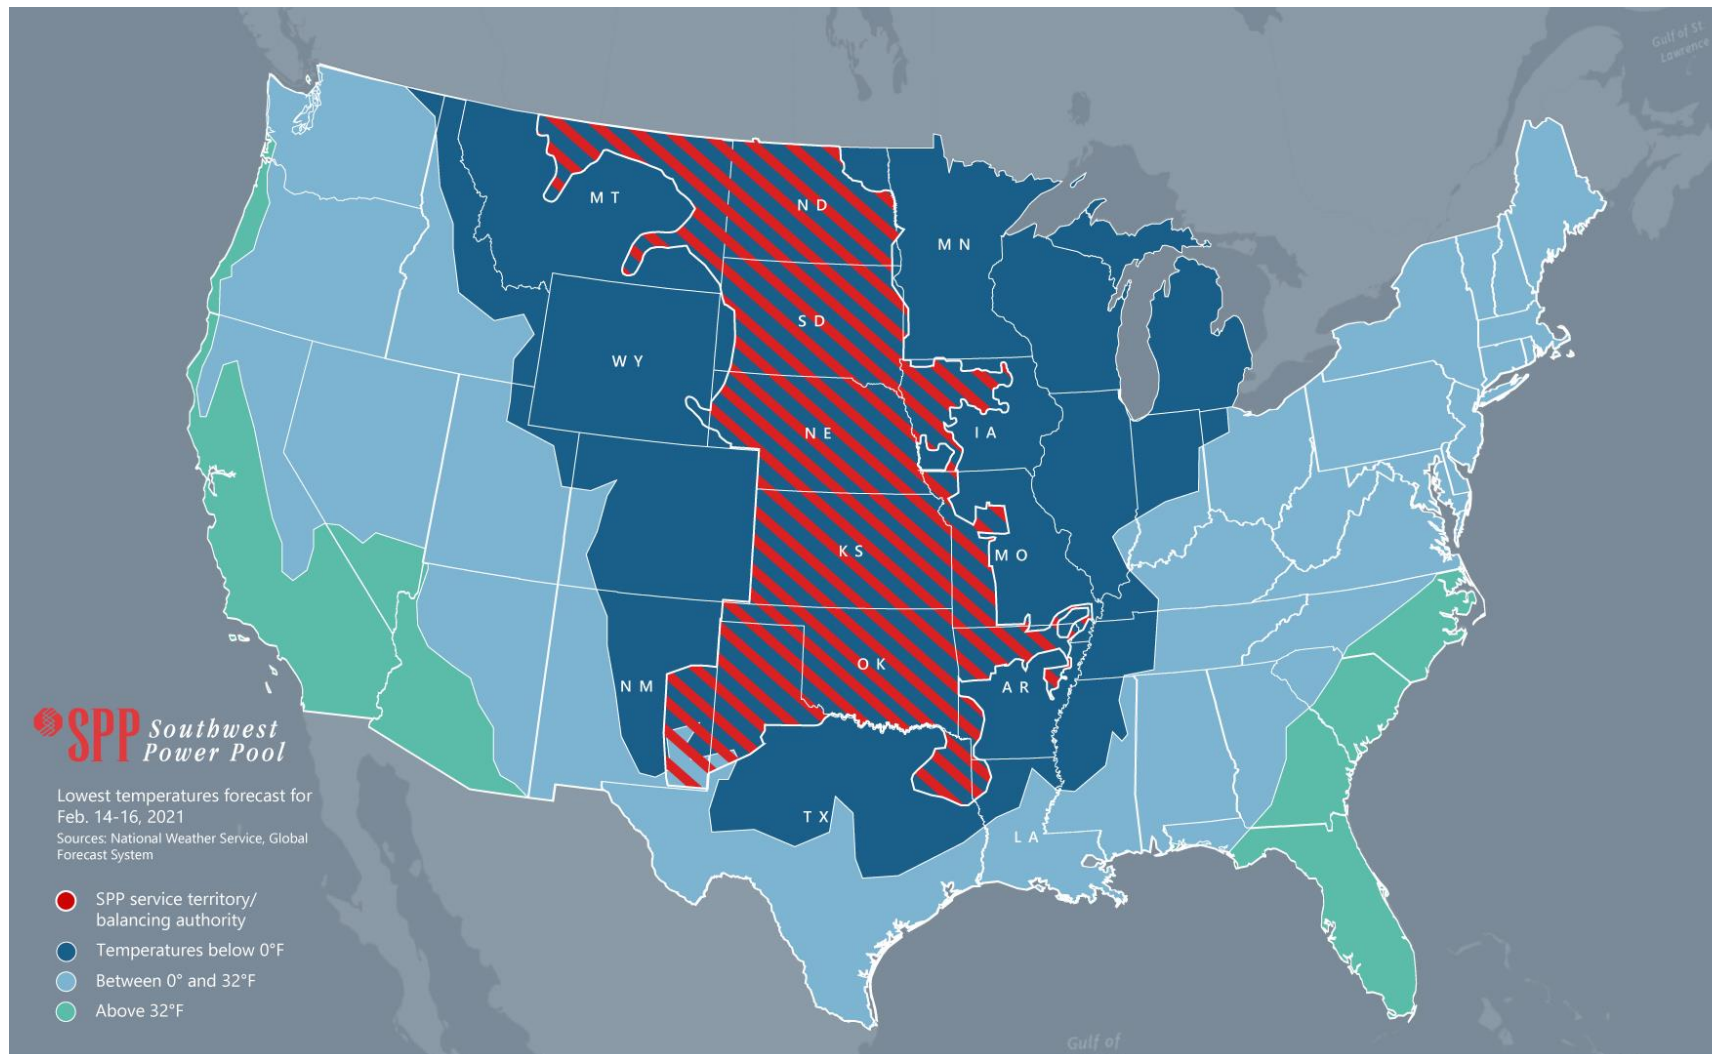 Gulf of St.
Lawrence
MT
ND
MN
SD
WY
NE
IA
KS
MO
OK
NM
AR
TX
LA
SPP Southwest
Power Pool
Lowest temperatures forecast for
Feb. 14-16, 2021
Sources: National Weather Service, Global
Forecast System
SPP service territory/
balancing authority
Temperatures below 0°F
Between 0° and 32°F
Above 32°F
Gulf of